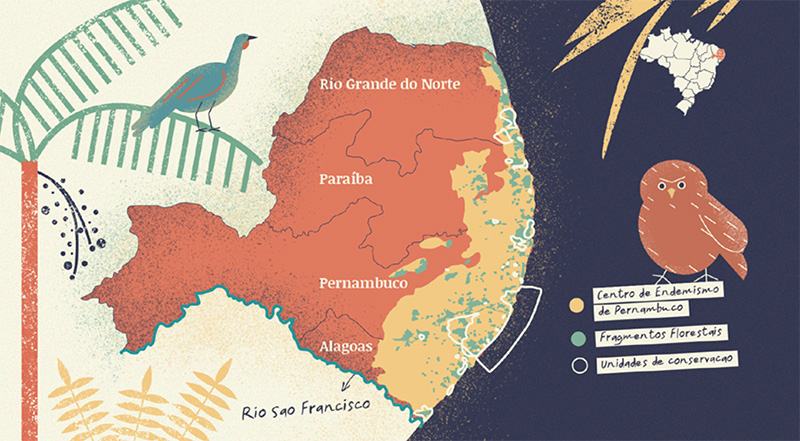 Rio Grande do Norte
Paraíba
Pernambuco
Alagoas
Rio Sao Francisco
Centro de Endemismo
de Pernambuco
Fragmentos Florestais
Unidades de conservacao